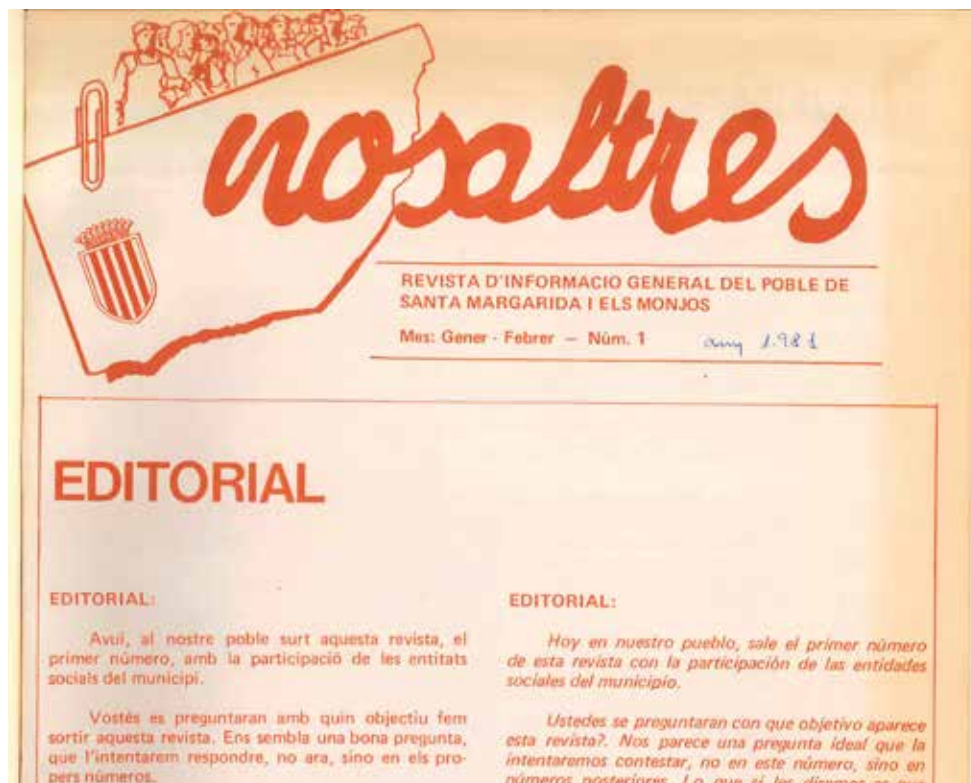 nosaltres
REVISTA D'INFORMACIO GENERAL DEL POBLE DE
SANTA MARGARIDA I ELS MONJOS
Mes: Gener - Febrer — Núm. 1 any 1.981
EDITORIAL
EDITORIAL:
Avui, al nostre poble surt aquesta revista, el
primer número, amb la participació de les entitats
socials del municipi.
Vostès es preguntaran amb quin objectiu fem
sortir aquesta revista. Ens sembla una bona pregunta,
que l'intentarem respondre, no ara, sino en els pro-
pers números.
EDITORIAL:
Hoy en nuestro pueblo, sale el primer número
de esta revista con la participación de las entidades
sociales del municipio.
Ustedes se preguntaran con que objetivo aparece
esta revista?. Nos parece una pregunta ideal que la
intentaremos contestar, no en este número, sino en
números posteriores. Lo que sí les diremos